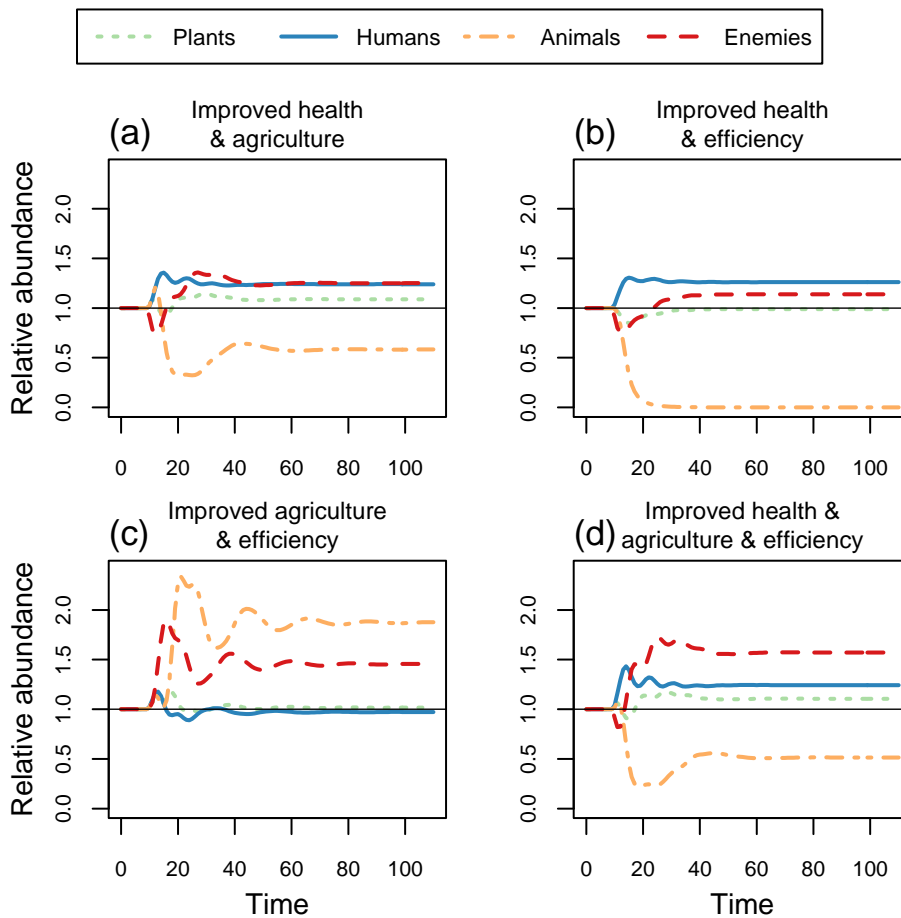 Plants Humans Animals Enemies
(a) Improved health
& agriculture
(b) Improved health
& efficiency
Relative abundance
0.0 0.5 1.0 1.5 2.0
0 20 40 60 80 100
0.0 0.5 1.0 1.5 2.0
0 20 40 60 80 100
(c) Improved agriculture
& efficiency
(d) Improved health &
agriculture & efficiency
Relative abundance
0.0 0.5 1.0 1.5 2.0
0 20 40 60 80 100
Time
0.0 0.5 1.0 1.5 2.0
0 20 40 60 80 100
Time